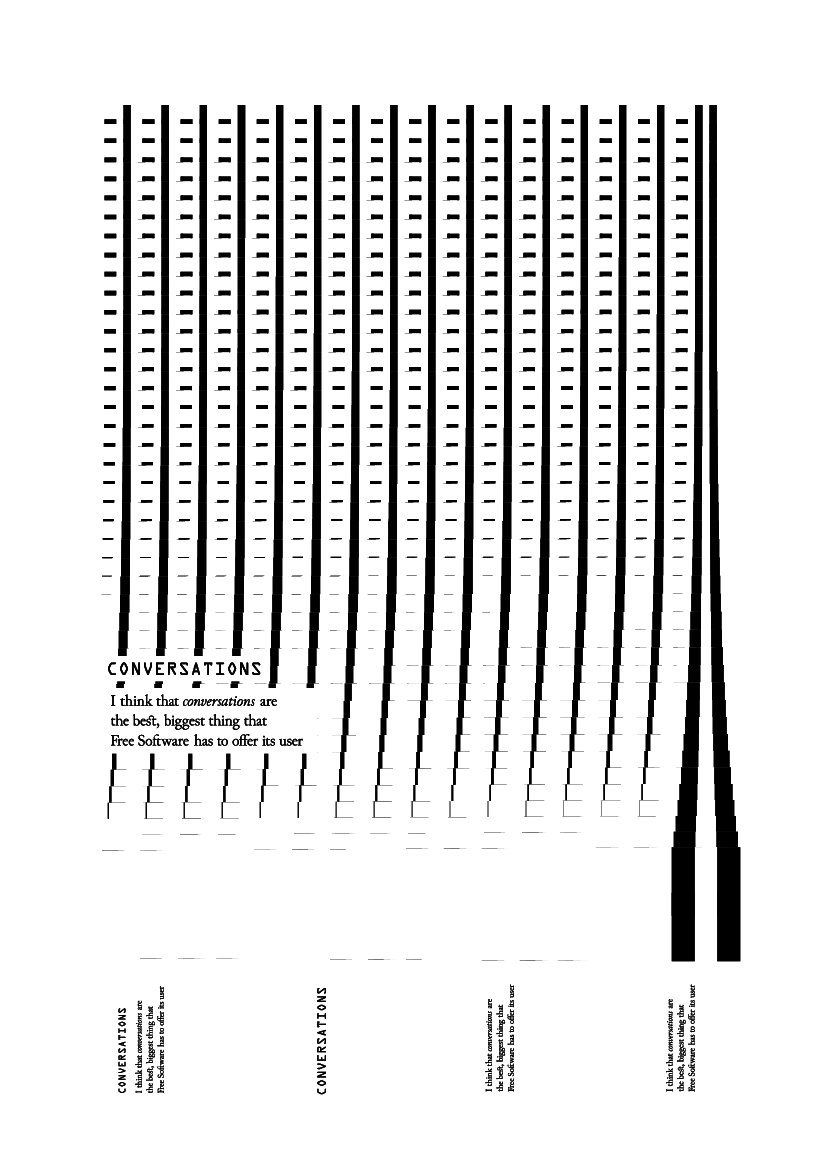 CONVERSATIONS
I think that conversations are
the best, biggest thing that
Free Software has to offer its user
CONVERSATIONS
I think that conversations are
the best, biggest thing that
Free Software has to offer its user
CONVERSATIONS
I think that conversations are
the best, biggest thing that
Free Software has to offer its user
I think that conversations are
the best, biggest thing that
Free Software has to offer its user